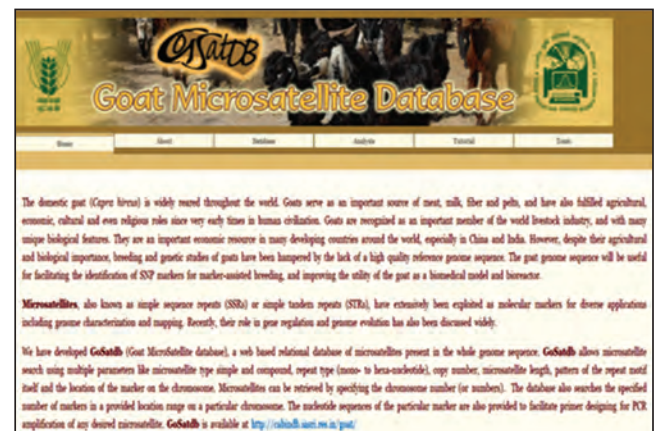 GoSatDB
Goat Microsatellite Database
Home About Database Analysis Tutorial Team
The domestic goat (Capra hircus) is widely reared throughout the world. Goats serve as an important source of meat, milk, fiber and pelts, and have also fulfilled agricultural,
economic, cultural and even religious roles since very early times in human civilization. Goats are recognized as an important member of the world livestock industry, and with many
unique biological features. They are an important economic resource in many developing countries around the world, especially in China and India. However, despite their agricultural
and biological importance, breeding and genetic studies of goats have been hampered by the lack of a high quality reference genome sequence. The goat genome sequence will be useful
for facilitating the identification of SNP markers for marker-assisted breeding, and improving the utility of the goat as a biomedical model and bioreactor.
Microsatellites, also known as simple sequence repeats (SSRs) or simple tandem repeats (STRs), have extensively been exploited as molecular markers for diverse applications
including genome characterization and mapping. Recently, their role in gene regulation and genome evolution has also been discussed widely.
We have developed GoSatdb (Goat MicroSatellite database), a web based relational database of microsatellites present in the whole genome sequence. GoSatdb allows microsatellite
search using multiple parameters like microsatellite type simple and compound, repeat type (mono- to hexa-nucleotide), copy number, microsatellite length, pattern of the repeat motif
itself and the location of the marker on the chromosome. Microsatellites can be retrieved by specifying the chromosome number (or numbers). The database also searches the specified
number of markers in a provided location range on a particular chromosome. The nucleotide sequences of the particular marker are also provided to facilitate primer designing for PCR
amplification of any desired microsatellite. GoSatdb is available at http://cabindb.iasri.res.in/goat/